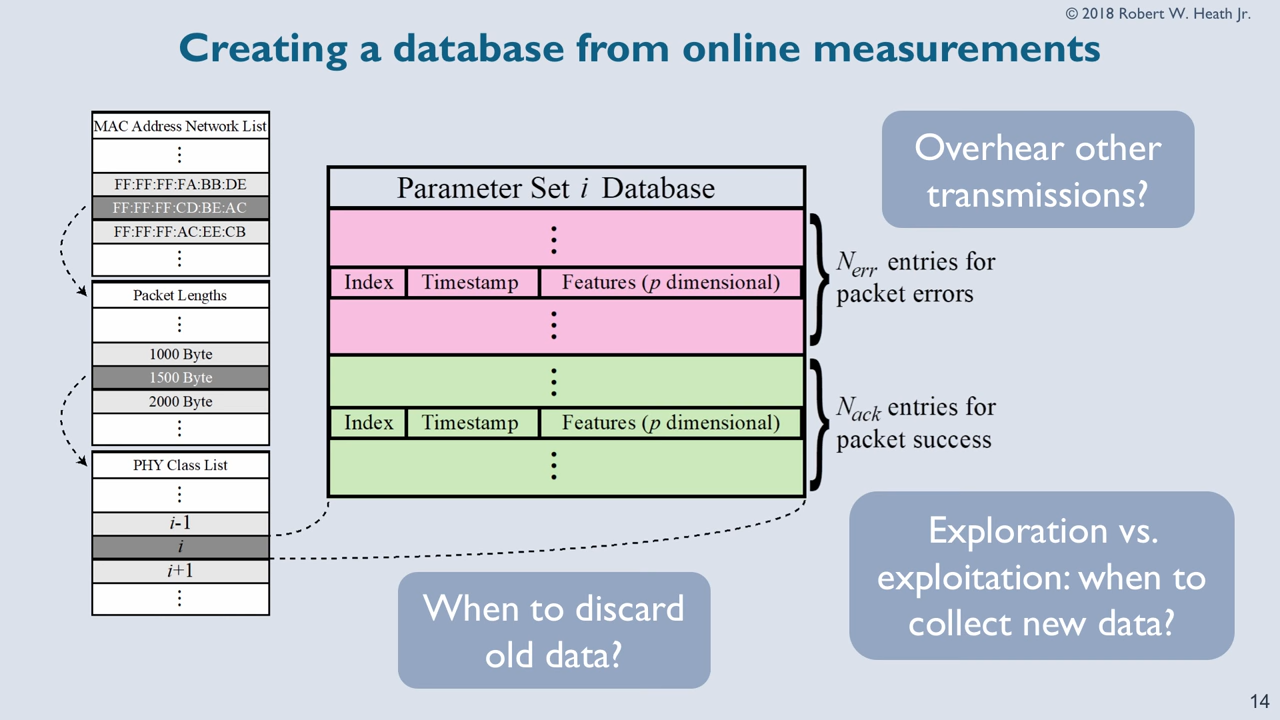 © 2018 Robert W. Heath Jr.
Creating a database from online measurements
MAC Address Network List
⋮
FF:FF:FF:FA:BB:DE
FF:FF:FF:CD:BE:AC
FF:FF:FF:AC:EE:CB
⋮
Packet Lengths
⋮
1000 Byte
1500 Byte
2000 Byte
⋮
PHY Class List
⋮
i-1
i
i+1
⋮
Parameter Set i Database
⋮
Index Timestamp Features (p dimensional)
⋮
⋮
Index Timestamp Features (p dimensional)
⋮
Nerr entries for
packet errors
Nack entries for
packet success
Overhear other
transmissions?
When to discard
old data?
Exploration vs.
exploitation: when to
collect new data?
14